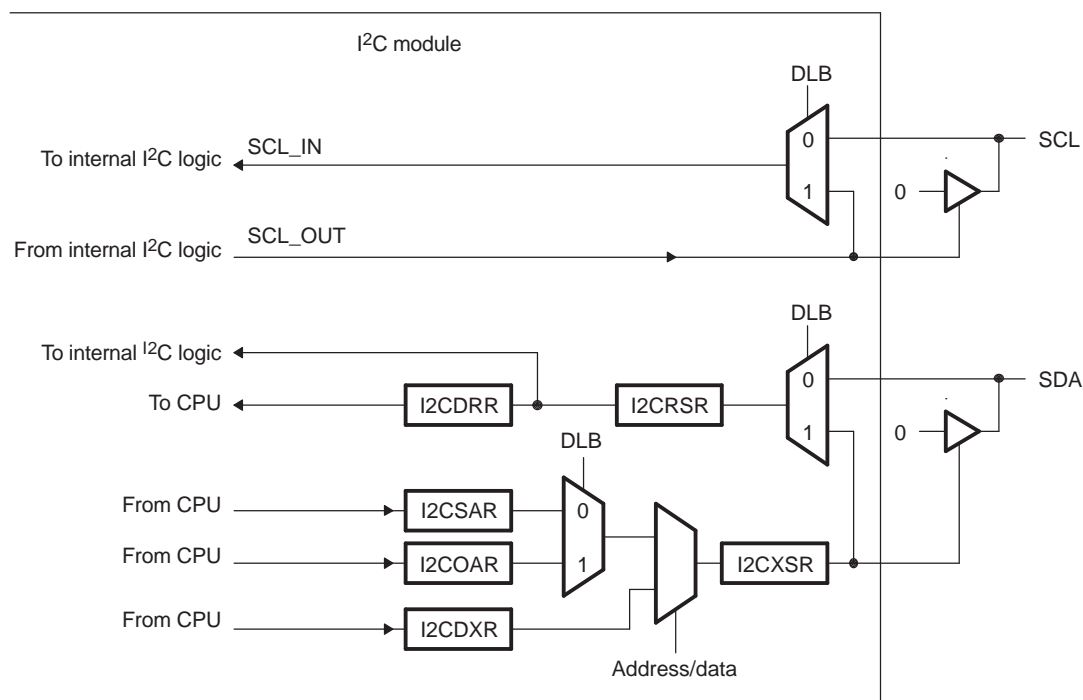 I²C module
DLB
0
SCL
To internal I²C logic
SCL_IN
1
0
From internal I²C logic
SCL_OUT
DLB
To internal I²C logic
0
SDA
To CPU
I2CDRR
I2CRSR
1
0
DLB
From CPU
I2CSAR
0
From CPU
I2COAR
1
I2CXSR
From CPU
I2CDXR
Address/data